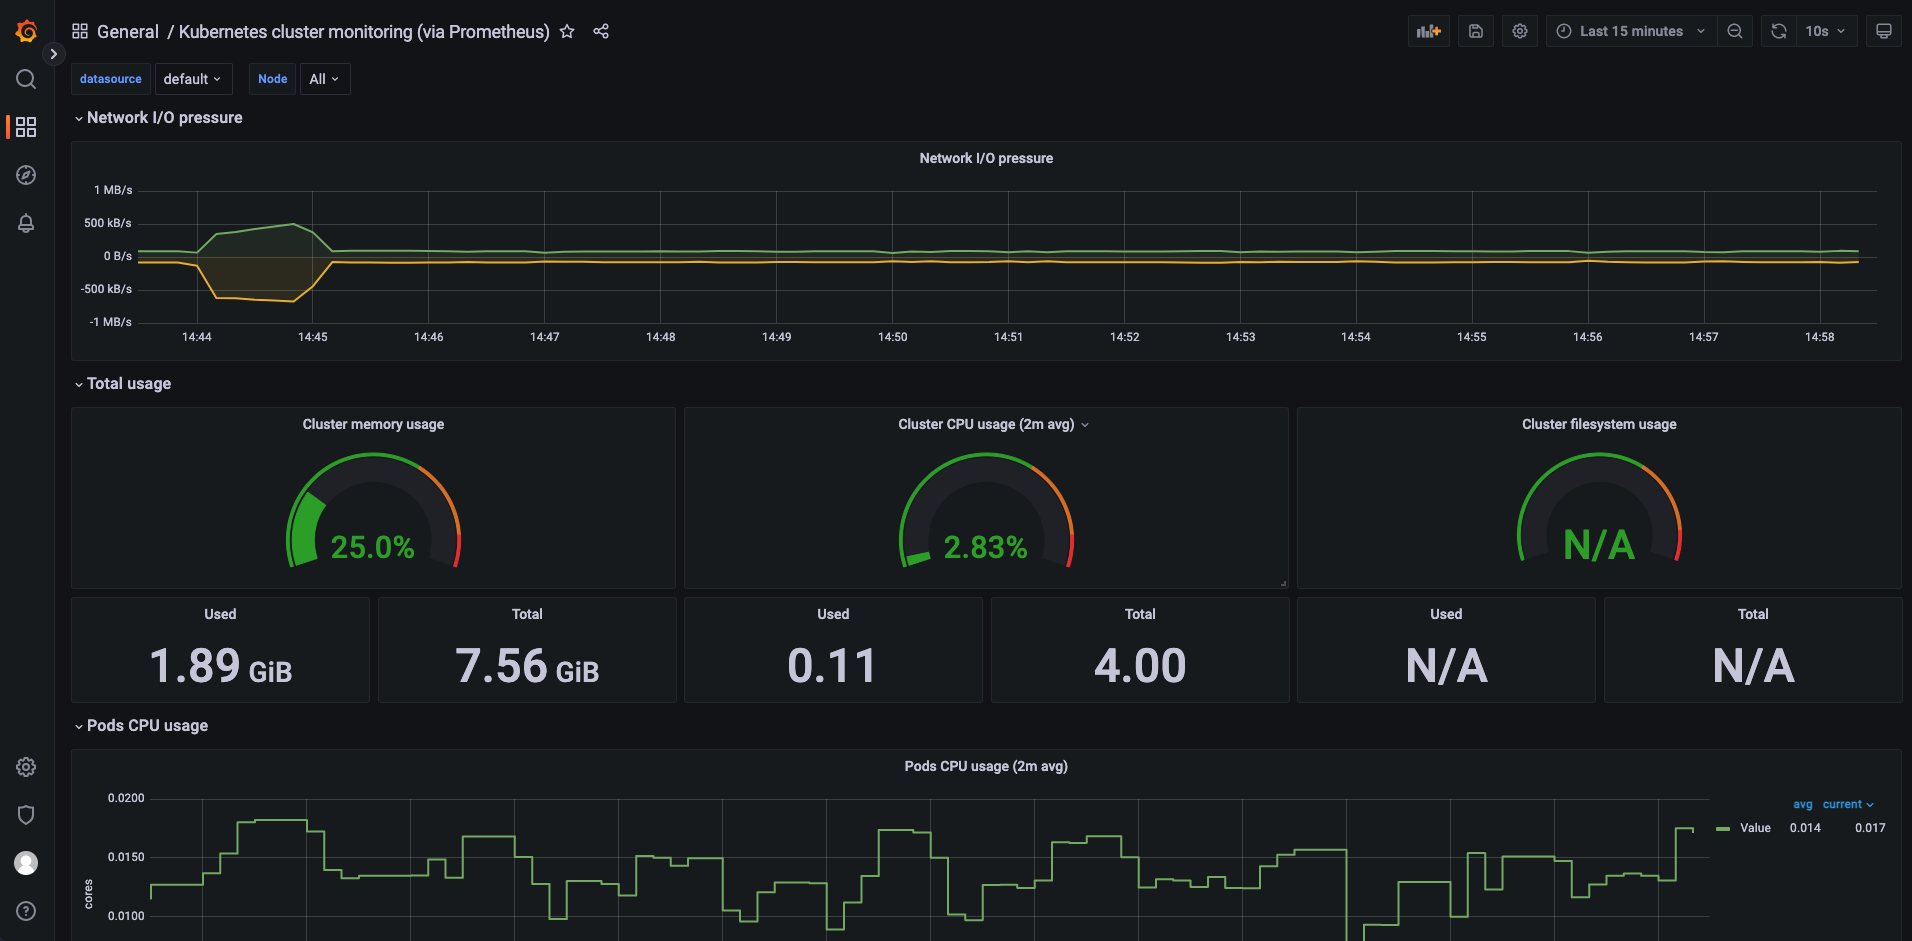 General / Kubernetes cluster monitoring (via Prometheus)
Last 15 minutes
10s
datasource default Node All
Network I/O pressure
Network I/O pressure
1 MB/s
500 kB/s
0 B/s
-500 kB/s
-1 MB/s
14:44 14:45 14:46 14:47 14:48 14:49 14:50 14:51 14:52 14:53 14:54 14:55 14:56 14:57 14:58
Total usage
Cluster memory usage
25.0%
Cluster CPU usage (2m avg)
2.83%
Cluster filesystem usage
N/A
Used
1.89 GiB
Total
7.56 GiB
Used
0.11
Total
4.00
Used
N/A
Total
N/A
Pods CPU usage
Pods CPU usage (2m avg)
0.0200
0.0150
0.0100
cores
avg current
Value 0.014 0.017